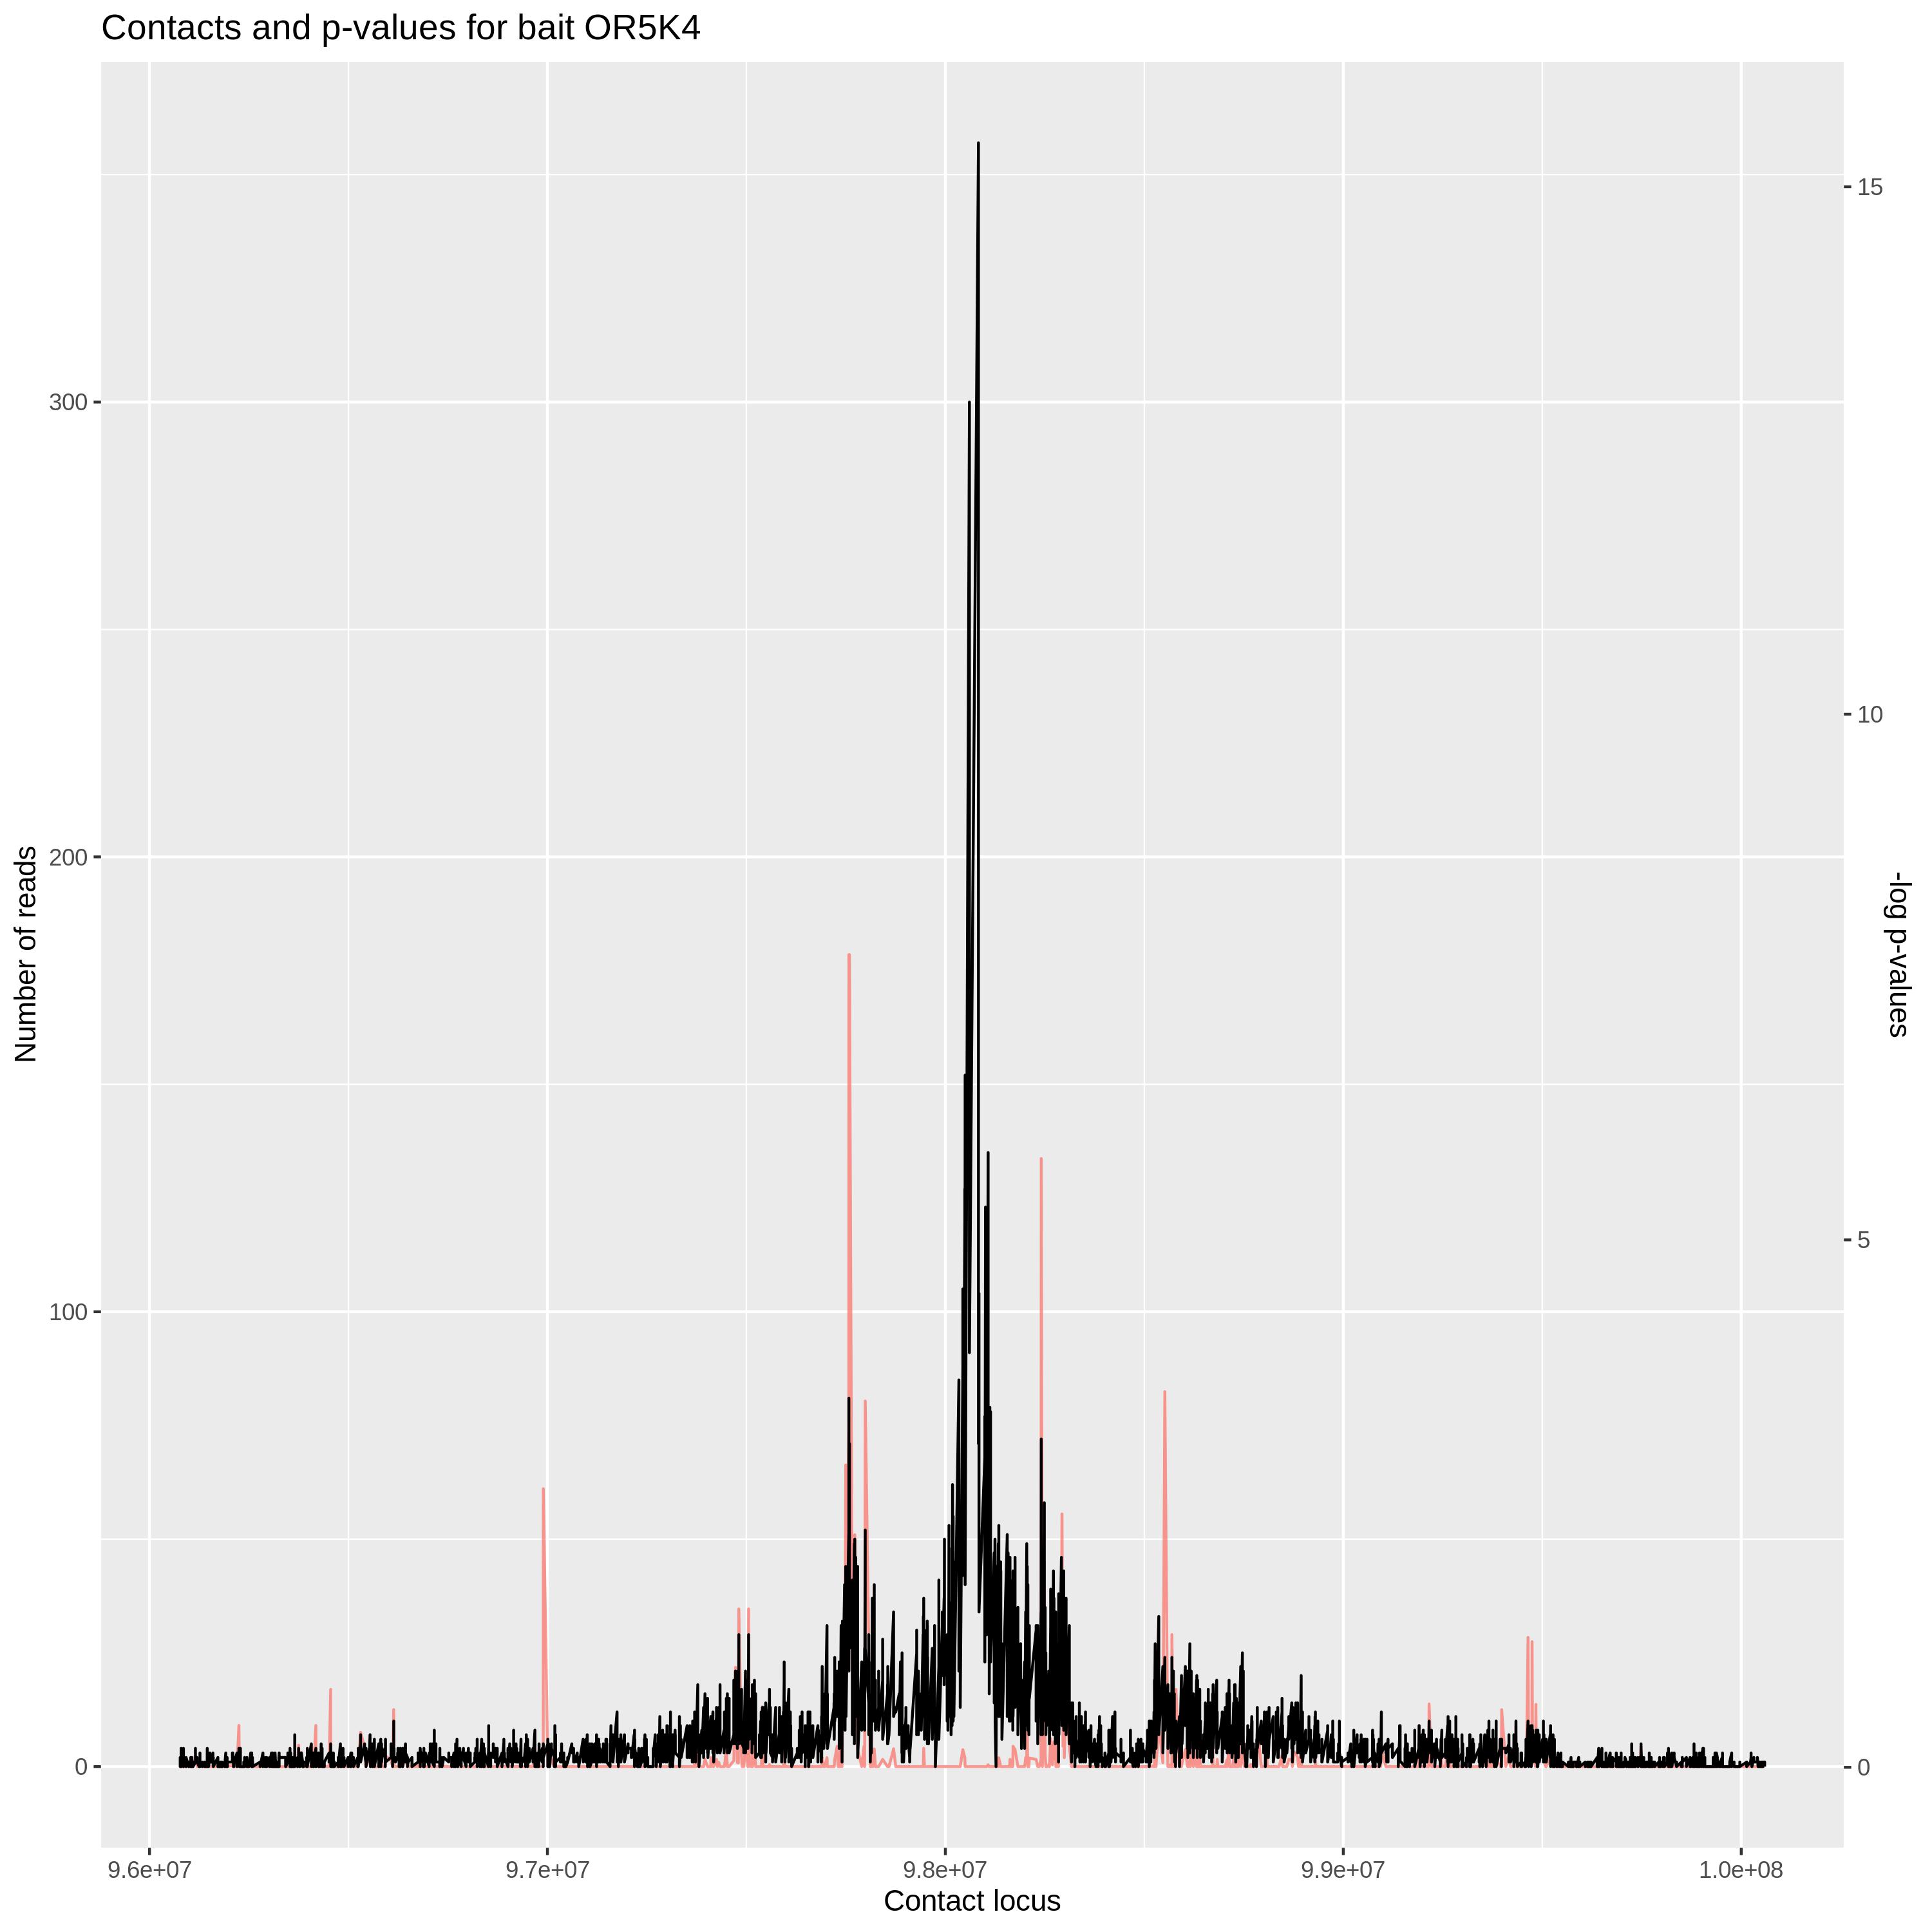 Contacts and p-values for bait OR5K4
Number of reads
300
200
100
0
15
10
5
0
-log p-values
9.6e+07 9.7e+07 9.8e+07 9.9e+07 1.0e+08
Contact locus